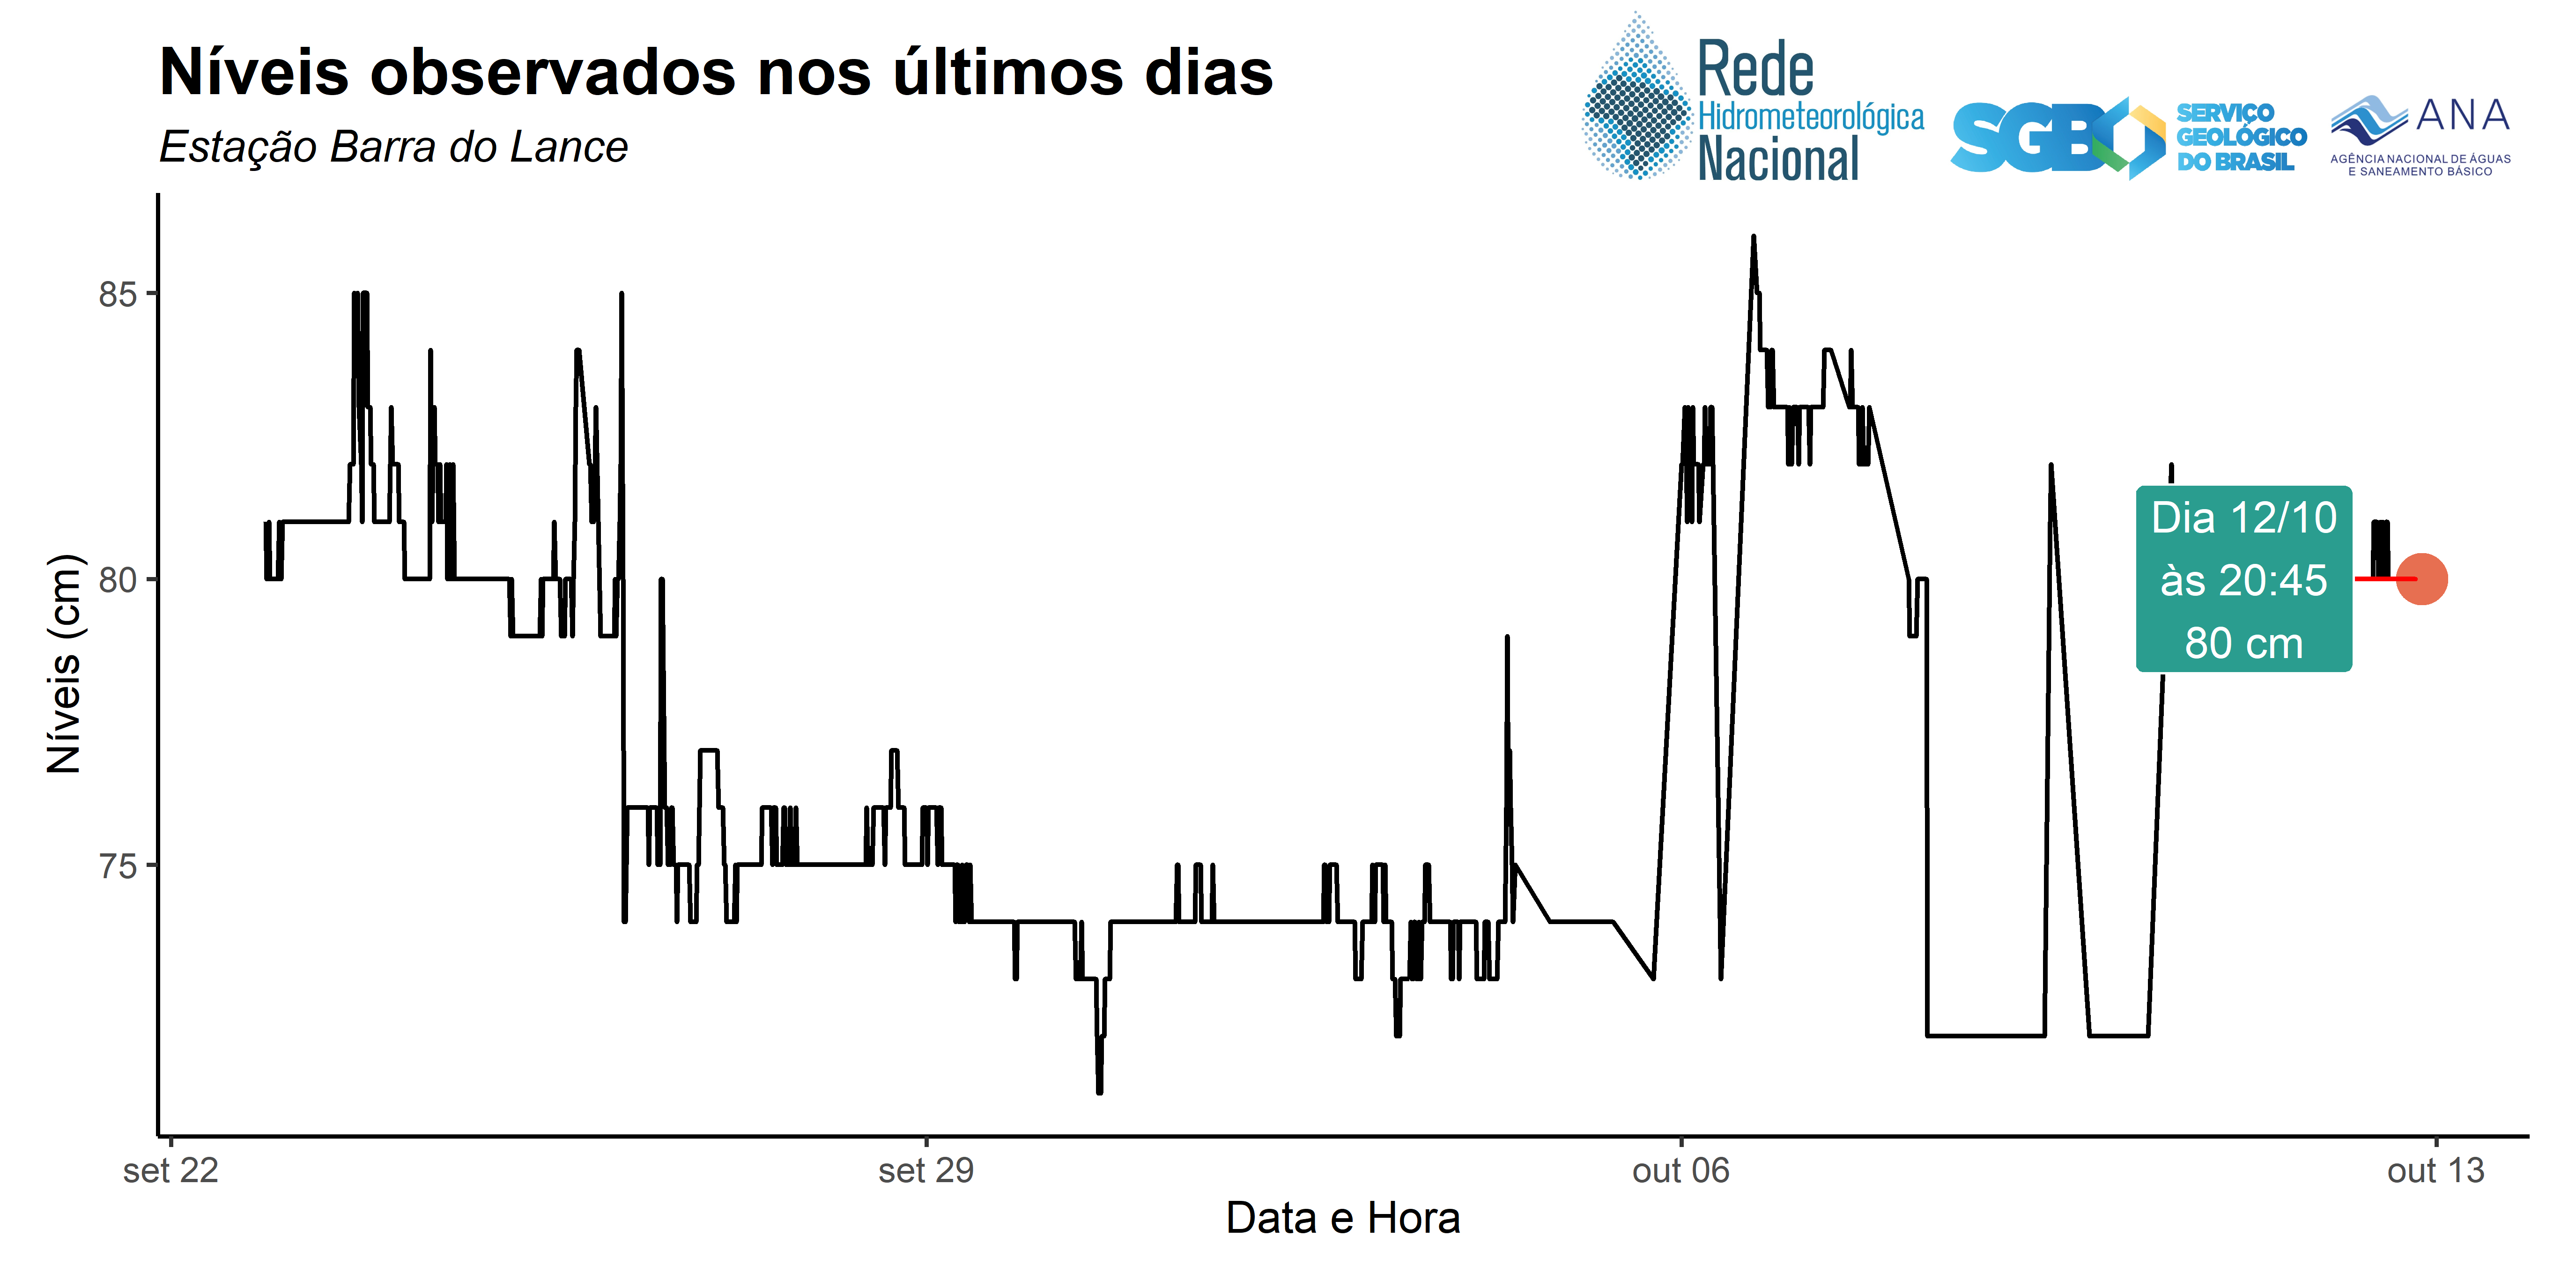 Níveis observados nos últimos dias
Estação Barra do Lance
Rede
Hidrometeorológica
Nacional
SGB
SERVIÇO
GEOLÓGICO
DO BRASIL
ANA
AGÊNCIA NACIONAL DE ÁGUAS
E SANEAMENTO BÁSICO
Níveis (cm)
85
80
75
Dia 12/10
às 20:45
80 cm
set 22
set 29
out 06
out 13
Data e Hora